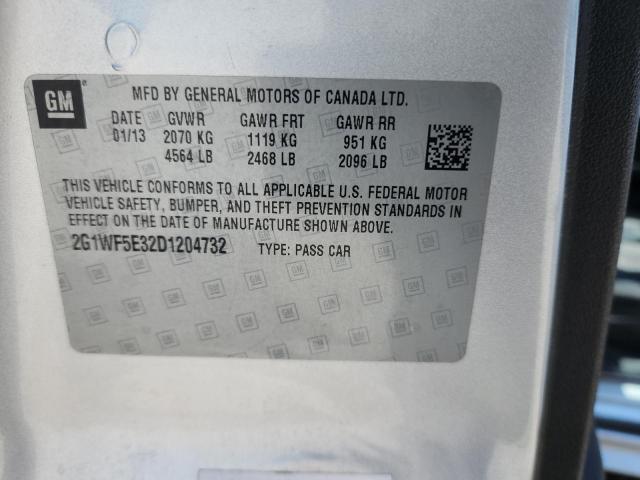 GM
MFD BY GENERAL MOTORS OF CANADA LTD.
DATE GVWR GAWR FRT GAWR RR
01/13 2070 KG 1119 KG 951 KG
4564 LB 2468 LB 2096 LB
THIS VEHICLE CONFORMS TO ALL APPLICABLE U.S. FEDERAL MOTOR
VEHICLE SAFETY, BUMPER, AND THEFT PREVENTION STANDARDS IN
EFFECT ON THE DATE OF MANUFACTURE SHOWN ABOVE.
2G1WF5E32D1204732 TYPE: PASS CAR